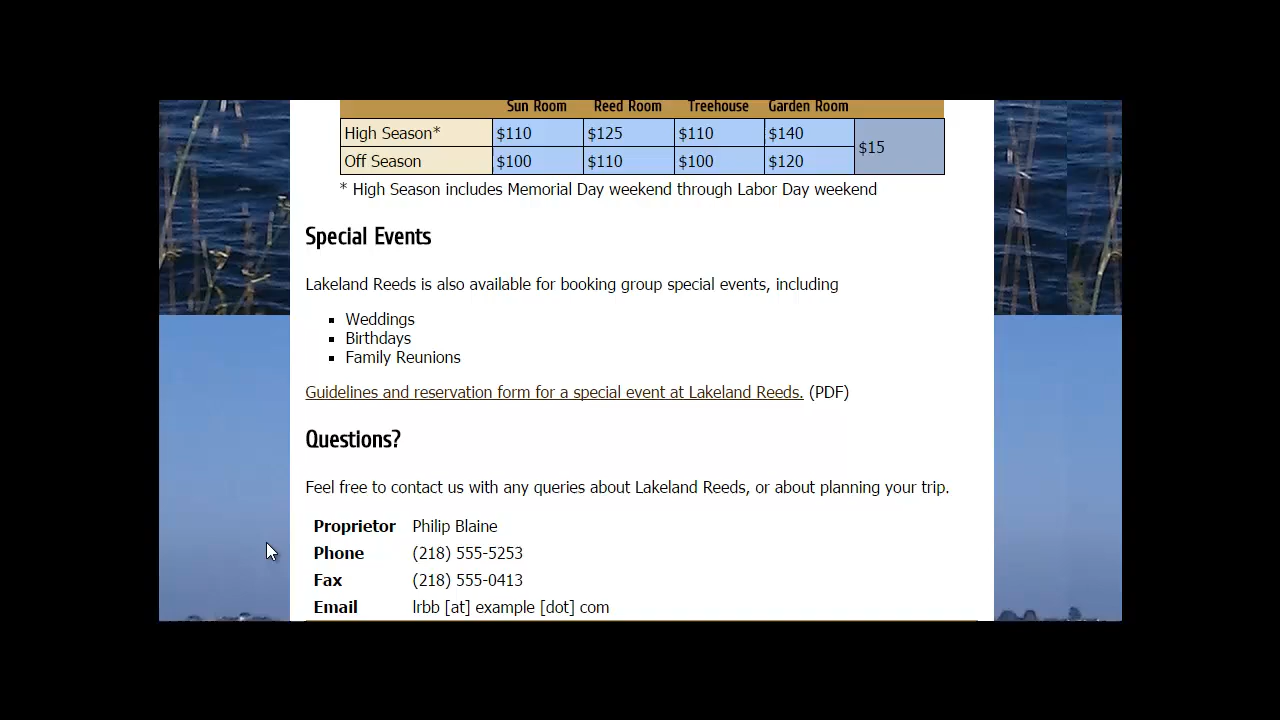 Sun Room Reed Room Treehouse Garden Room
High Season* $110 $125 $110 $140 $15
Off Season $100 $110 $100 $120
* High Season includes Memorial Day weekend through Labor Day weekend
Special Events
Lakeland Reeds is also available for booking group special events, including
▪ Weddings
▪ Birthdays
▪ Family Reunions
Guidelines and reservation form for a special event at Lakeland Reeds. (PDF)
Questions?
Feel free to contact us with any queries about Lakeland Reeds, or about planning your trip.
Proprietor Philip Blaine
Phone (218) 555-5253
Fax (218) 555-0413
Email lrbb [at] example [dot] com